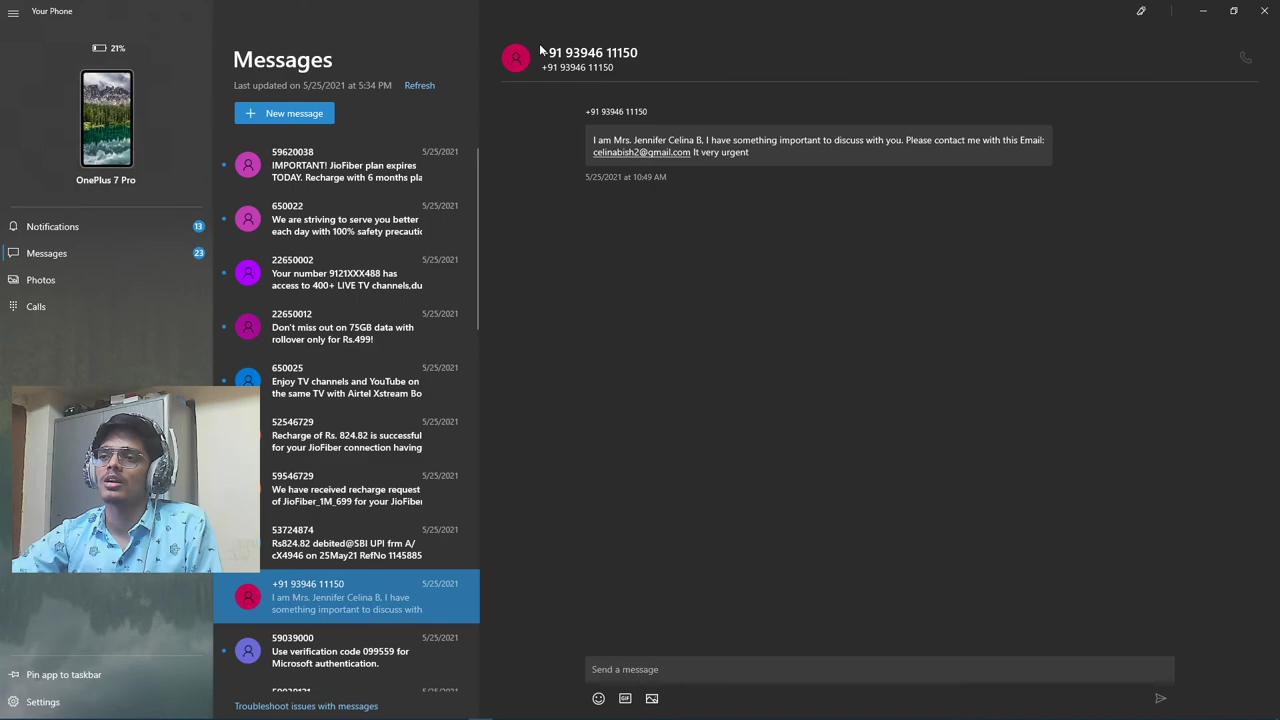 Your Phone
21%
OnePlus 7 Pro
Notifications 13
Messages 23
Photos
Calls
Pin app to taskbar
Settings
Messages
Last updated on 5/25/2021 at 5:34 PM Refresh
New message
59620038 5/25/2021
IMPORTANT! JioFiber plan expires
TODAY. Recharge with 6 months pla
650022 5/25/2021
We are striving to serve you better
each day with 100% safety precautic
22650002 5/25/2021
Your number 9121XXX488 has
access to 400+ LIVE TV channels,du
22650012 5/25/2021
Don't miss out on 75GB data with
rollover only for Rs.499!
650025 5/25/2021
Enjoy TV channels and YouTube on
the same TV with Airtel Xstream Bo
52546729 5/25/2021
Recharge of Rs. 824.82 is successful
for your JioFiber connection having
59546729 5/25/2021
We have received recharge request
of JioFiber_1M_699 for your JioFiber
53724874 5/25/2021
Rs824.82 debited@SBI UPI frm A/
cX4946 on 25May21 RefNo 1145885
+91 93946 11150 5/25/2021
I am Mrs. Jennifer Celina B, I have
something important to discuss with
59039000 5/25/2021
Use verification code 099559 for
Microsoft authentication.
5/25/2021
Troubleshoot issues with messages
+91 93946 11150
+91 93946 11150
+91 93946 11150
I am Mrs. Jennifer Celina B, I have something important to discuss with you. Please contact me with this Email:
celinabish2@gmail.com It very urgent
5/25/2021 at 10:49 AM
Send a message
GIF